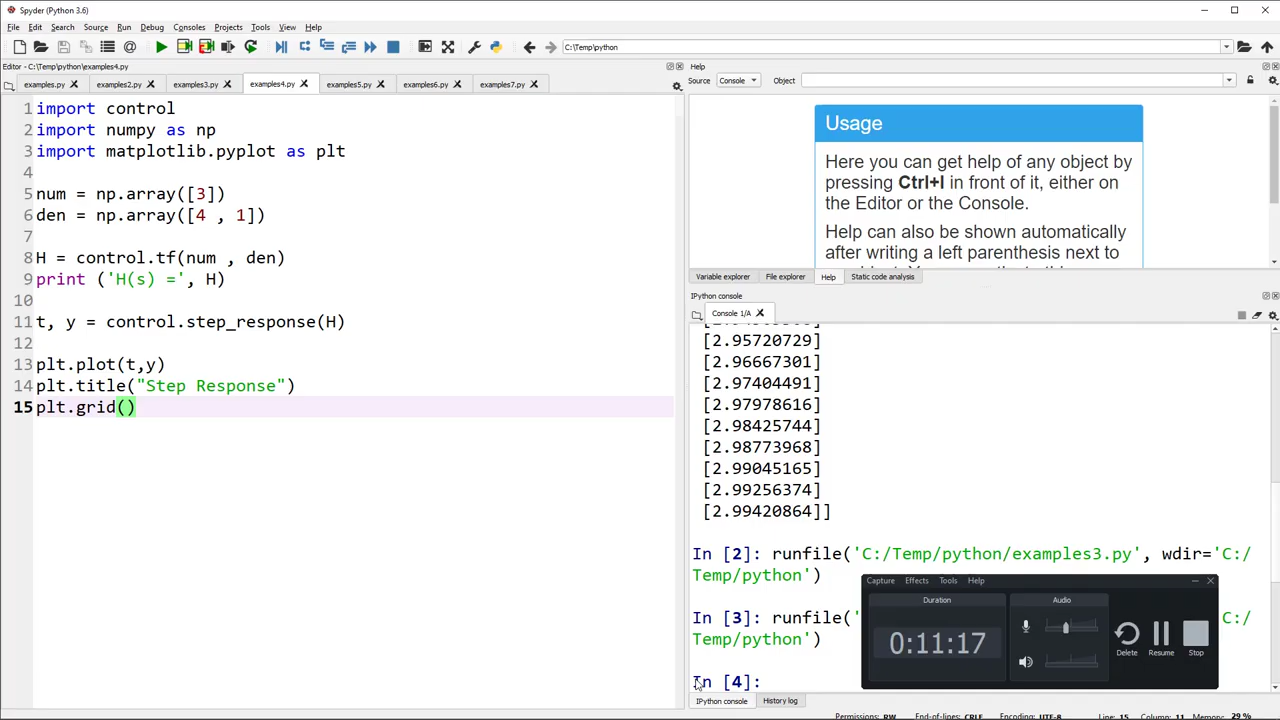 Spyder (Python 3.6)
File Edit Search Source Run Debug Consoles Projects Tools View Help
C:\Temp\python
Editor - C:\Temp\python\examples4.py
examples.py examples2.py examples3.py examples4.py examples5.py examples6.py examples7.py
1 import control
2 import numpy as np
3 import matplotlib.pyplot as plt
4
5 num = np.array([3])
6 den = np.array([4 , 1])
7
8 H = control.tf(num , den)
9 print ('H(s) =', H)
10
11 t, y = control.step_response(H)
12
13 plt.plot(t,y)
14 plt.title("Step Response")
15 plt.grid()
Help
Source Console Object
Usage
Here you can get help of any object by
pressing Ctrl+I in front of it, either on
the Editor or the Console.
Help can also be shown automatically
after writing a left parenthesis next to
Variable explorer File explorer Help Static code analysis
IPython console
Console 1/A
[2.95720729]
[2.96667301]
[2.97404491]
[2.97978616]
[2.98425744]
[2.98773968]
[2.99045165]
[2.99256374]
[2.99420864]]
In [2]: runfile('C:/Temp/python/examples3.py', wdir='C:/
Temp/python')
In [3]: runfile(' C:/
Temp/python')
In [4]:
Capture Effects Tools Help
Duration Audio
0:11:17
Delete Resume Stop
IPython console History log
Permissions: RW End-of-lines: CRLF Encoding: UTF-8 Line: 15 Column: 11 Memory: 29 %